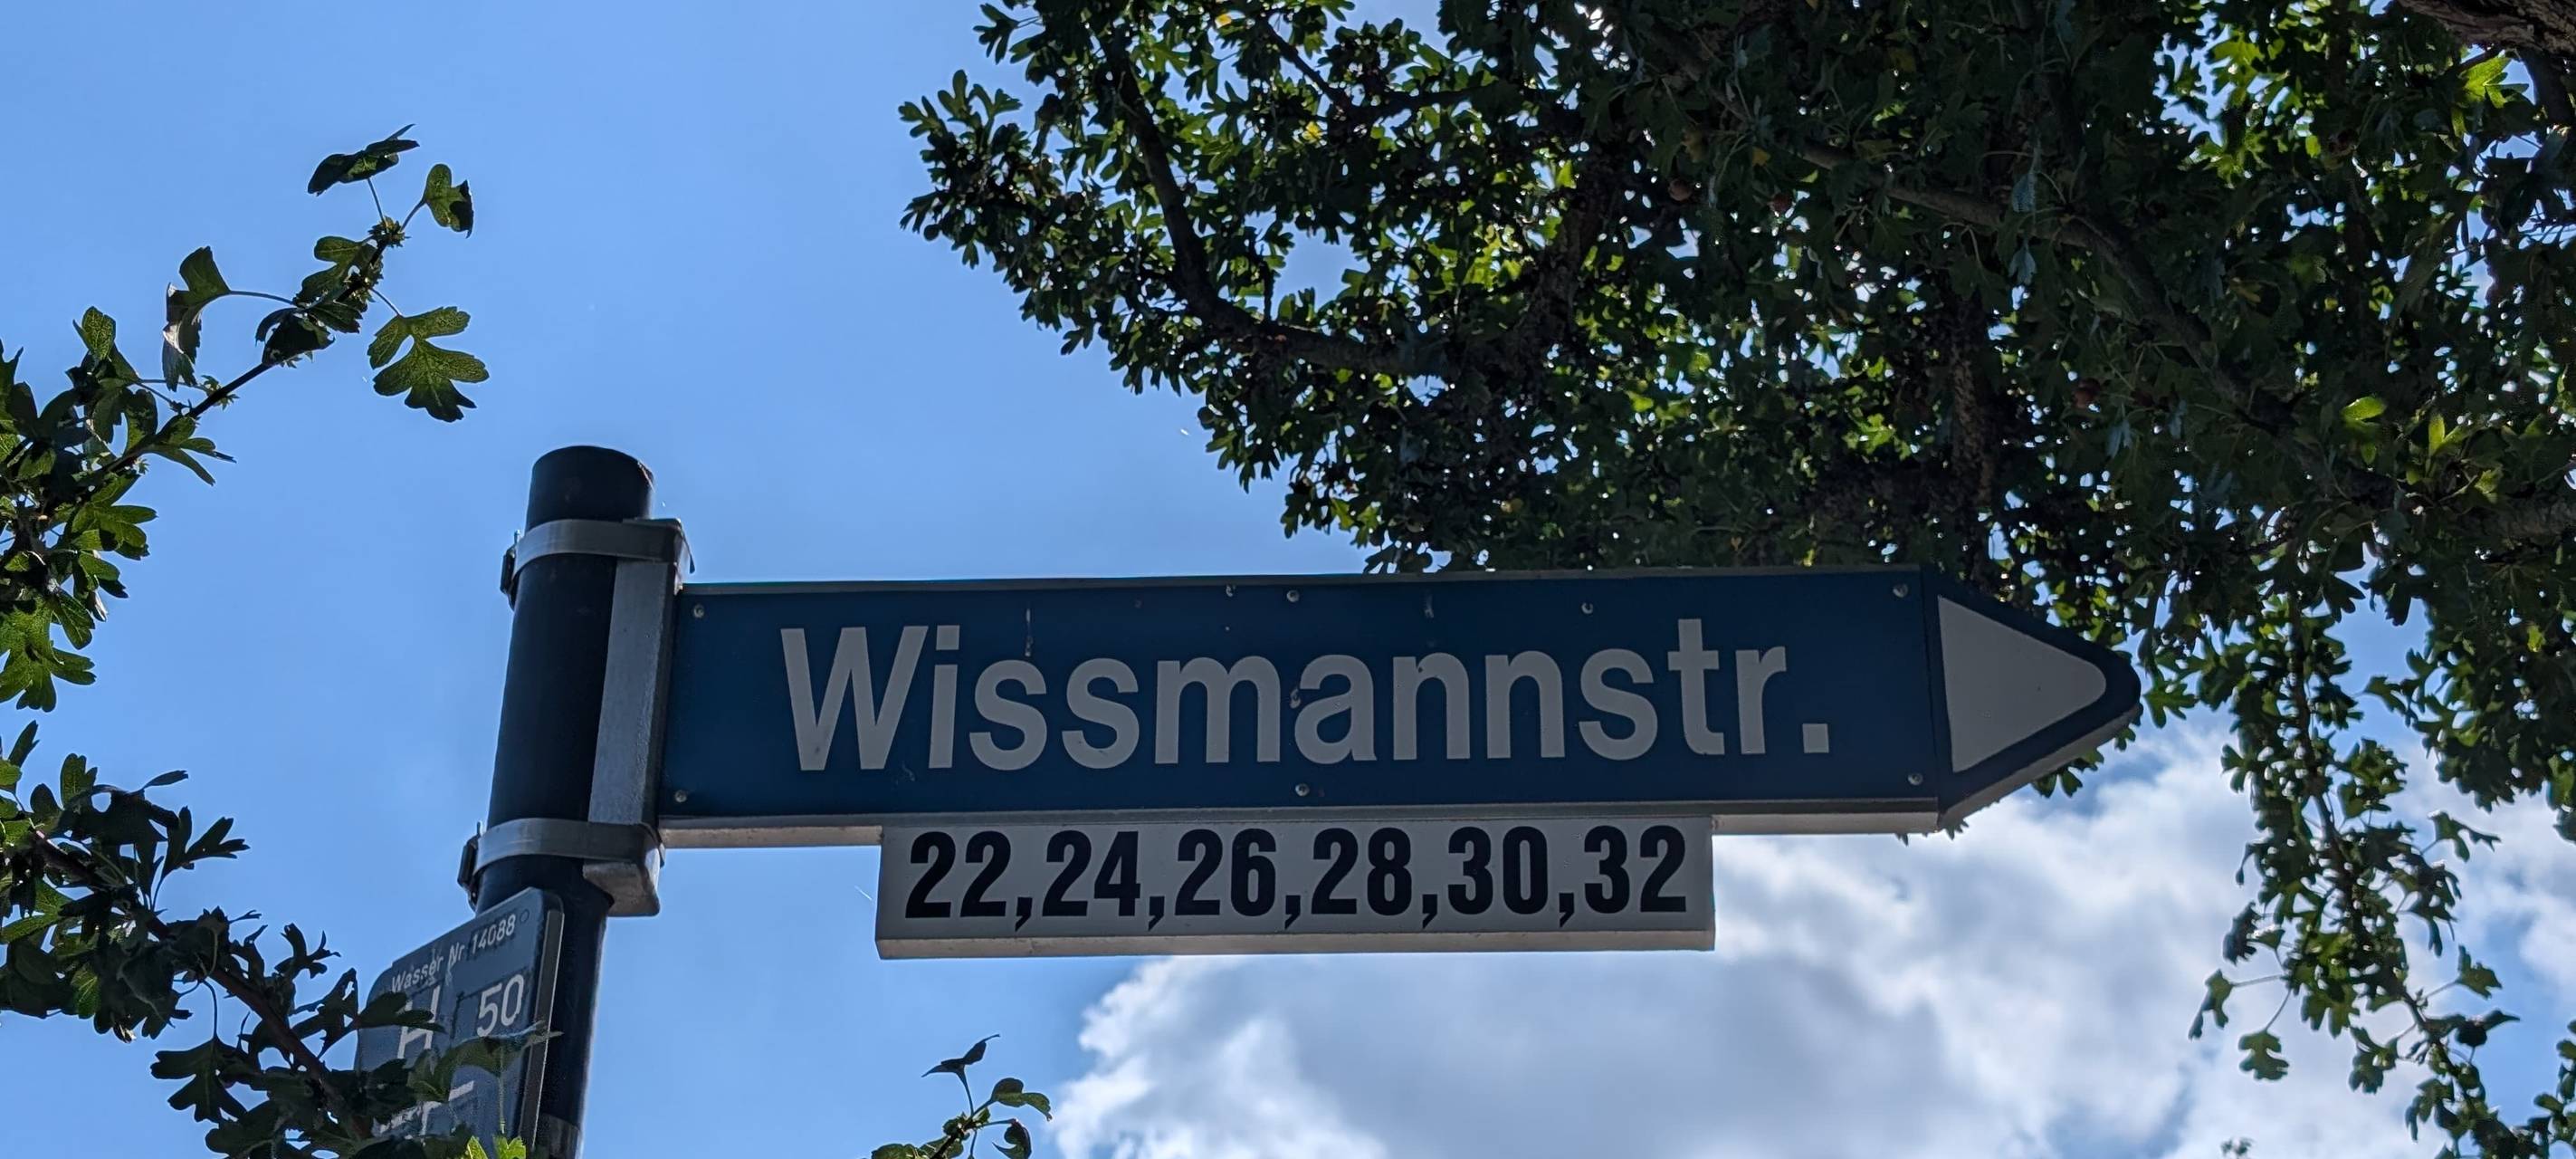 Wissmannstr.
22,24,26,28,30,32
Wasser Nr. 14088
H 50